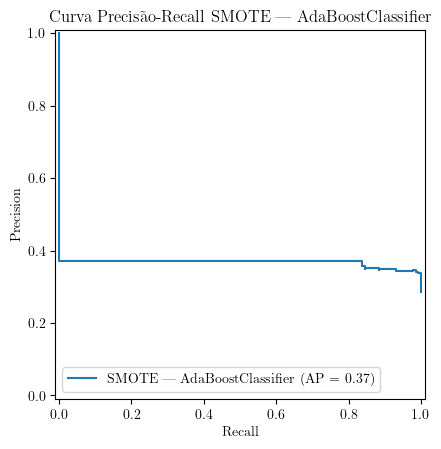 Curva Precisão-Recall SMOTE — AdaBoostClassifier
1.0
0.8
0.6
0.4
0.2
0.0
Precision
SMOTE — AdaBoostClassifier (AP = 0.37)
0.0 0.2 0.4 0.6 0.8 1.0
Recall